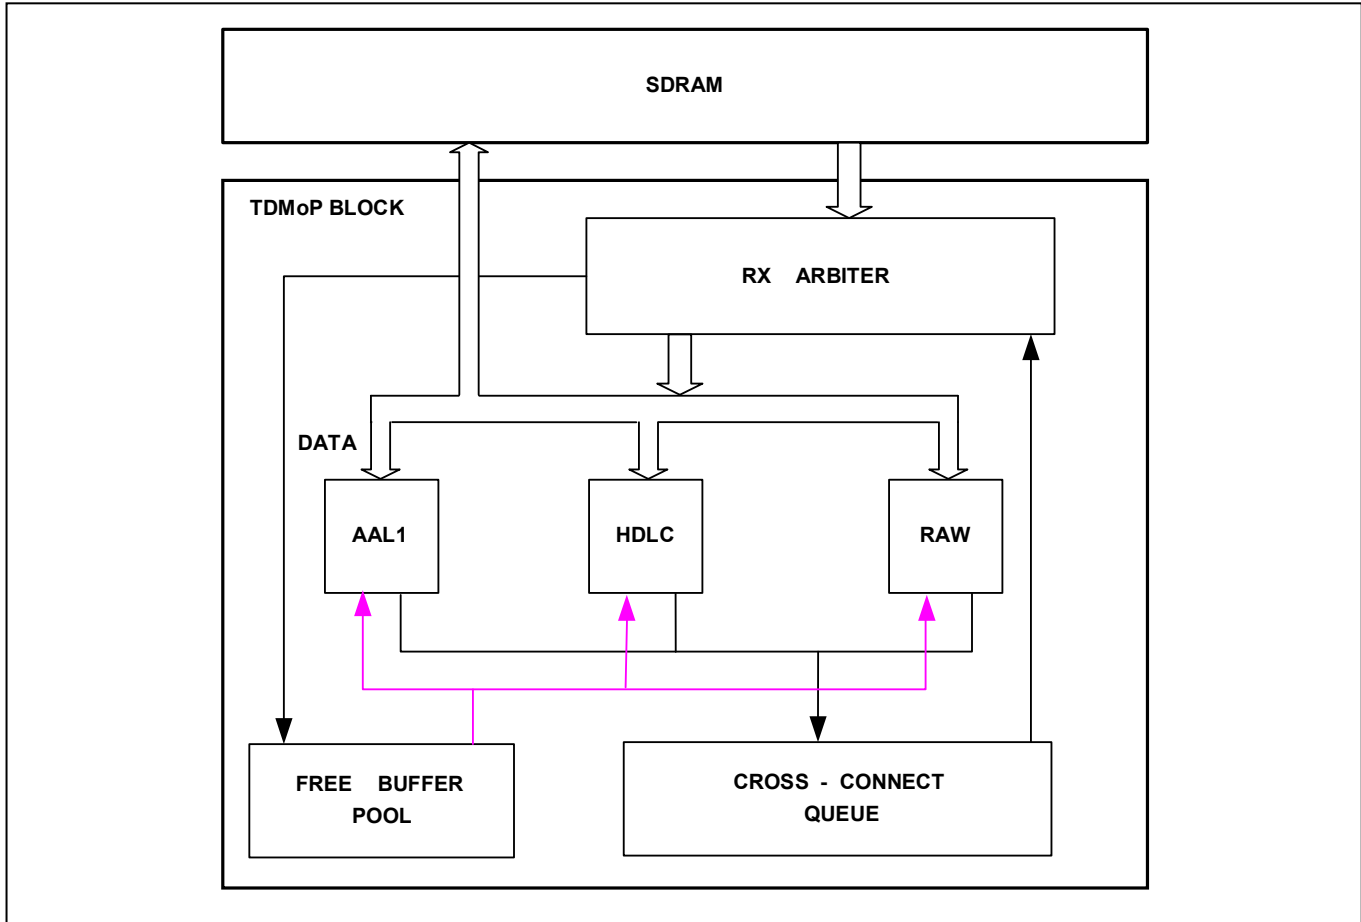 SDRAM
TDMoP BLOCK
RX ARBITER
DATA
AAL1
HDLC
RAW
FREE BUFFER
POOL
CROSS - CONNECT
QUEUE